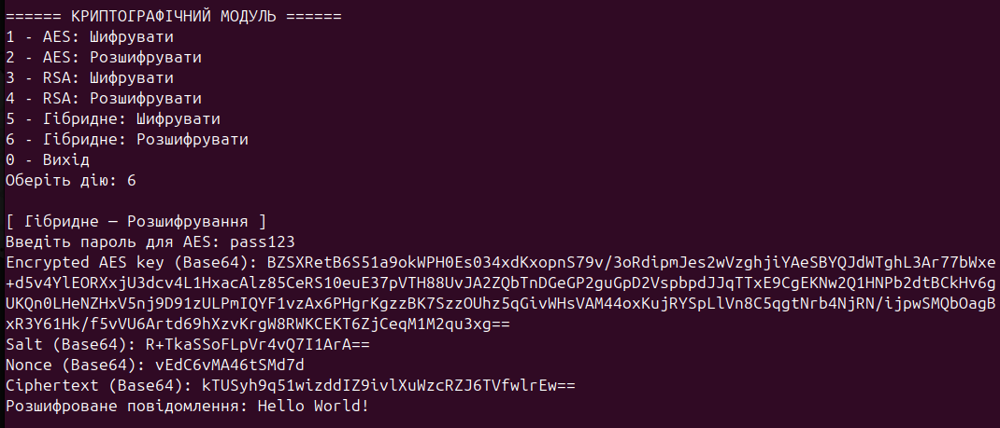 ====== КРИПТОГРАФІЧНИЙ МОДУЛЬ ======
1 - AES: Шифрувати
2 - AES: Розшифрувати
3 - RSA: Шифрувати
4 - RSA: Розшифрувати
5 - Гібридне: Шифрувати
6 - Гібридне: Розшифрувати
0 - Вихід
Оберіть дію: 6
[ Гібридне — Розшифрування ]
Введіть пароль для AES: pass123
Encrypted AES key (Base64): BZSXRetB6S51a9okWPH0Es034xdKxopnS79v/3oRdipmJes2wVzghjiYAeSBYQJdWTghL3Ar77bWxe
+d5v4YlEORXxjU3dcv4L1HxacAlz85CeRS10euE37pVTH88UvJA2ZQbTnDGeGP2guGpD2VspbpdJJqTTxE9CgEKNw2Q1HNPb2dtBCkHv6g
UKQn0LHeNZHxV5nj9D91zULPmIQYF1vzAx6PHgrKgzzBK7SzzOUhz5qGivWHsVAM44oxKujRYSpLlVn8C5qgtNrb4NjRN/ijpwSMQbOagB
xR3Y61Hk/f5vVU6Artd69hXzvKrgW8RWKCEKT6ZjCeqM1M2qu3xg==
Salt (Base64): R+TkaSSoFLpVr4vQ7I1ArA==
Nonce (Base64): vEdC6vMA46tSMd7d
Ciphertext (Base64): kTUSyh9q51wizddIZ9ivlXuWzcRZJ6TVfwlrEw==
Розшифроване повідомлення: Hello World!